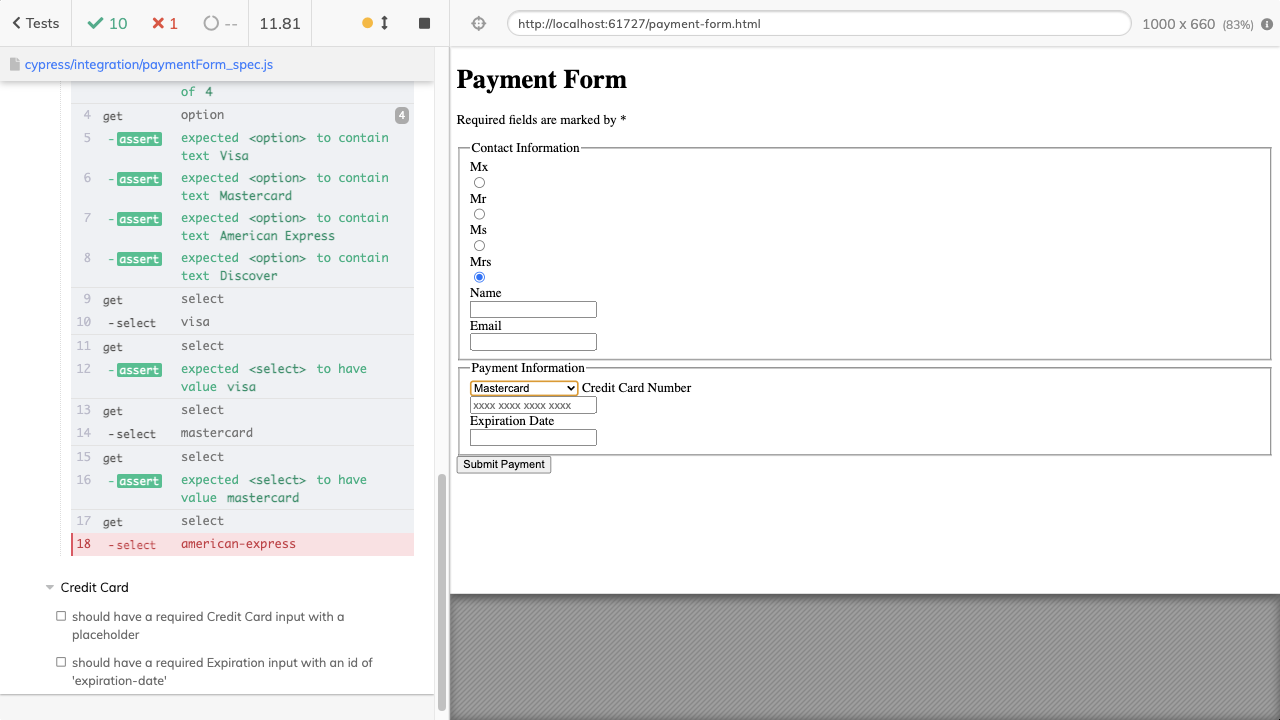 Tests
10
1
--
11.81
http://localhost:61727/payment-form.html
1000 x 660 (83%)
cypress/integration/paymentForm_spec.js
of 4
4 get option 4
5 -assert expected <option> to contain
text Visa
6 -assert expected <option> to contain
text Mastercard
7 -assert expected <option> to contain
text American Express
8 -assert expected <option> to contain
text Discover
9 get select
10 -select visa
11 get select
12 -assert expected <select> to have
value visa
13 get select
14 -select mastercard
15 get select
16 -assert expected <select> to have
value mastercard
17 get select
18 -select american-express
Credit Card
should have a required Credit Card input with a
placeholder
should have a required Expiration input with an id of
'expiration-date'
Payment Form
Required fields are marked by *
Contact Information
Mx
Mr
Ms
Mrs
Name
Email
Payment Information
Mastercard Credit Card Number
xxxx xxxx xxxx xxxx
Expiration Date
Submit Payment